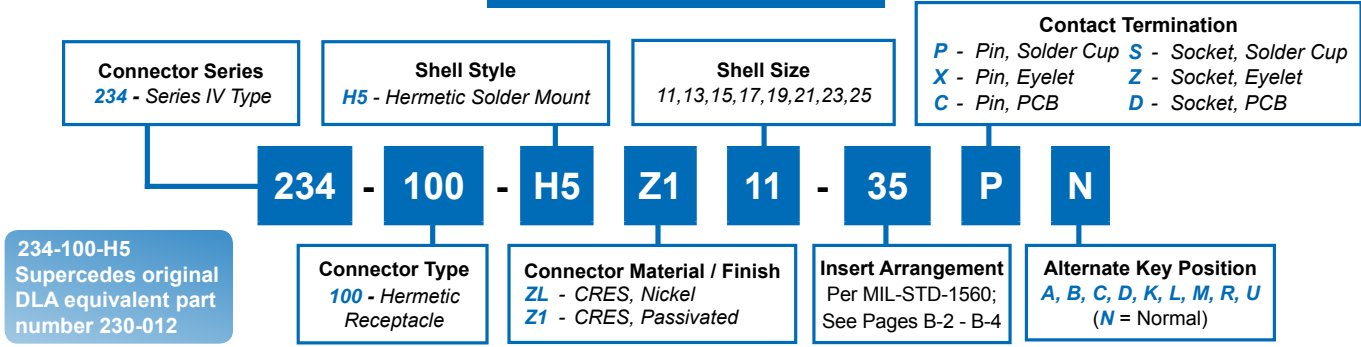 Connector Series
234 - Series IV Type
Shell Style
H5 - Hermetic Solder Mount
Shell Size
11,13,15,17,19,21,23,25
Contact Termination
P - Pin, Solder Cup S - Socket, Solder Cup
X - Pin, Eyelet Z - Socket, Eyelet
C - Pin, PCB D - Socket, PCB
234 - 100 - H5 Z1 11 - 35 P N
234-100-H5
Supercedes original
DLA equivalent part
number 230-012
Connector Type
100 - Hermetic
Receptacle
Connector Material / Finish
ZL - CRES, Nickel
Z1 - CRES, Passivated
Insert Arrangement
Per MIL-STD-1560;
See Pages B-2 - B-4
Alternate Key Position
A, B, C, D, K, L, M, R, U
(N = Normal)